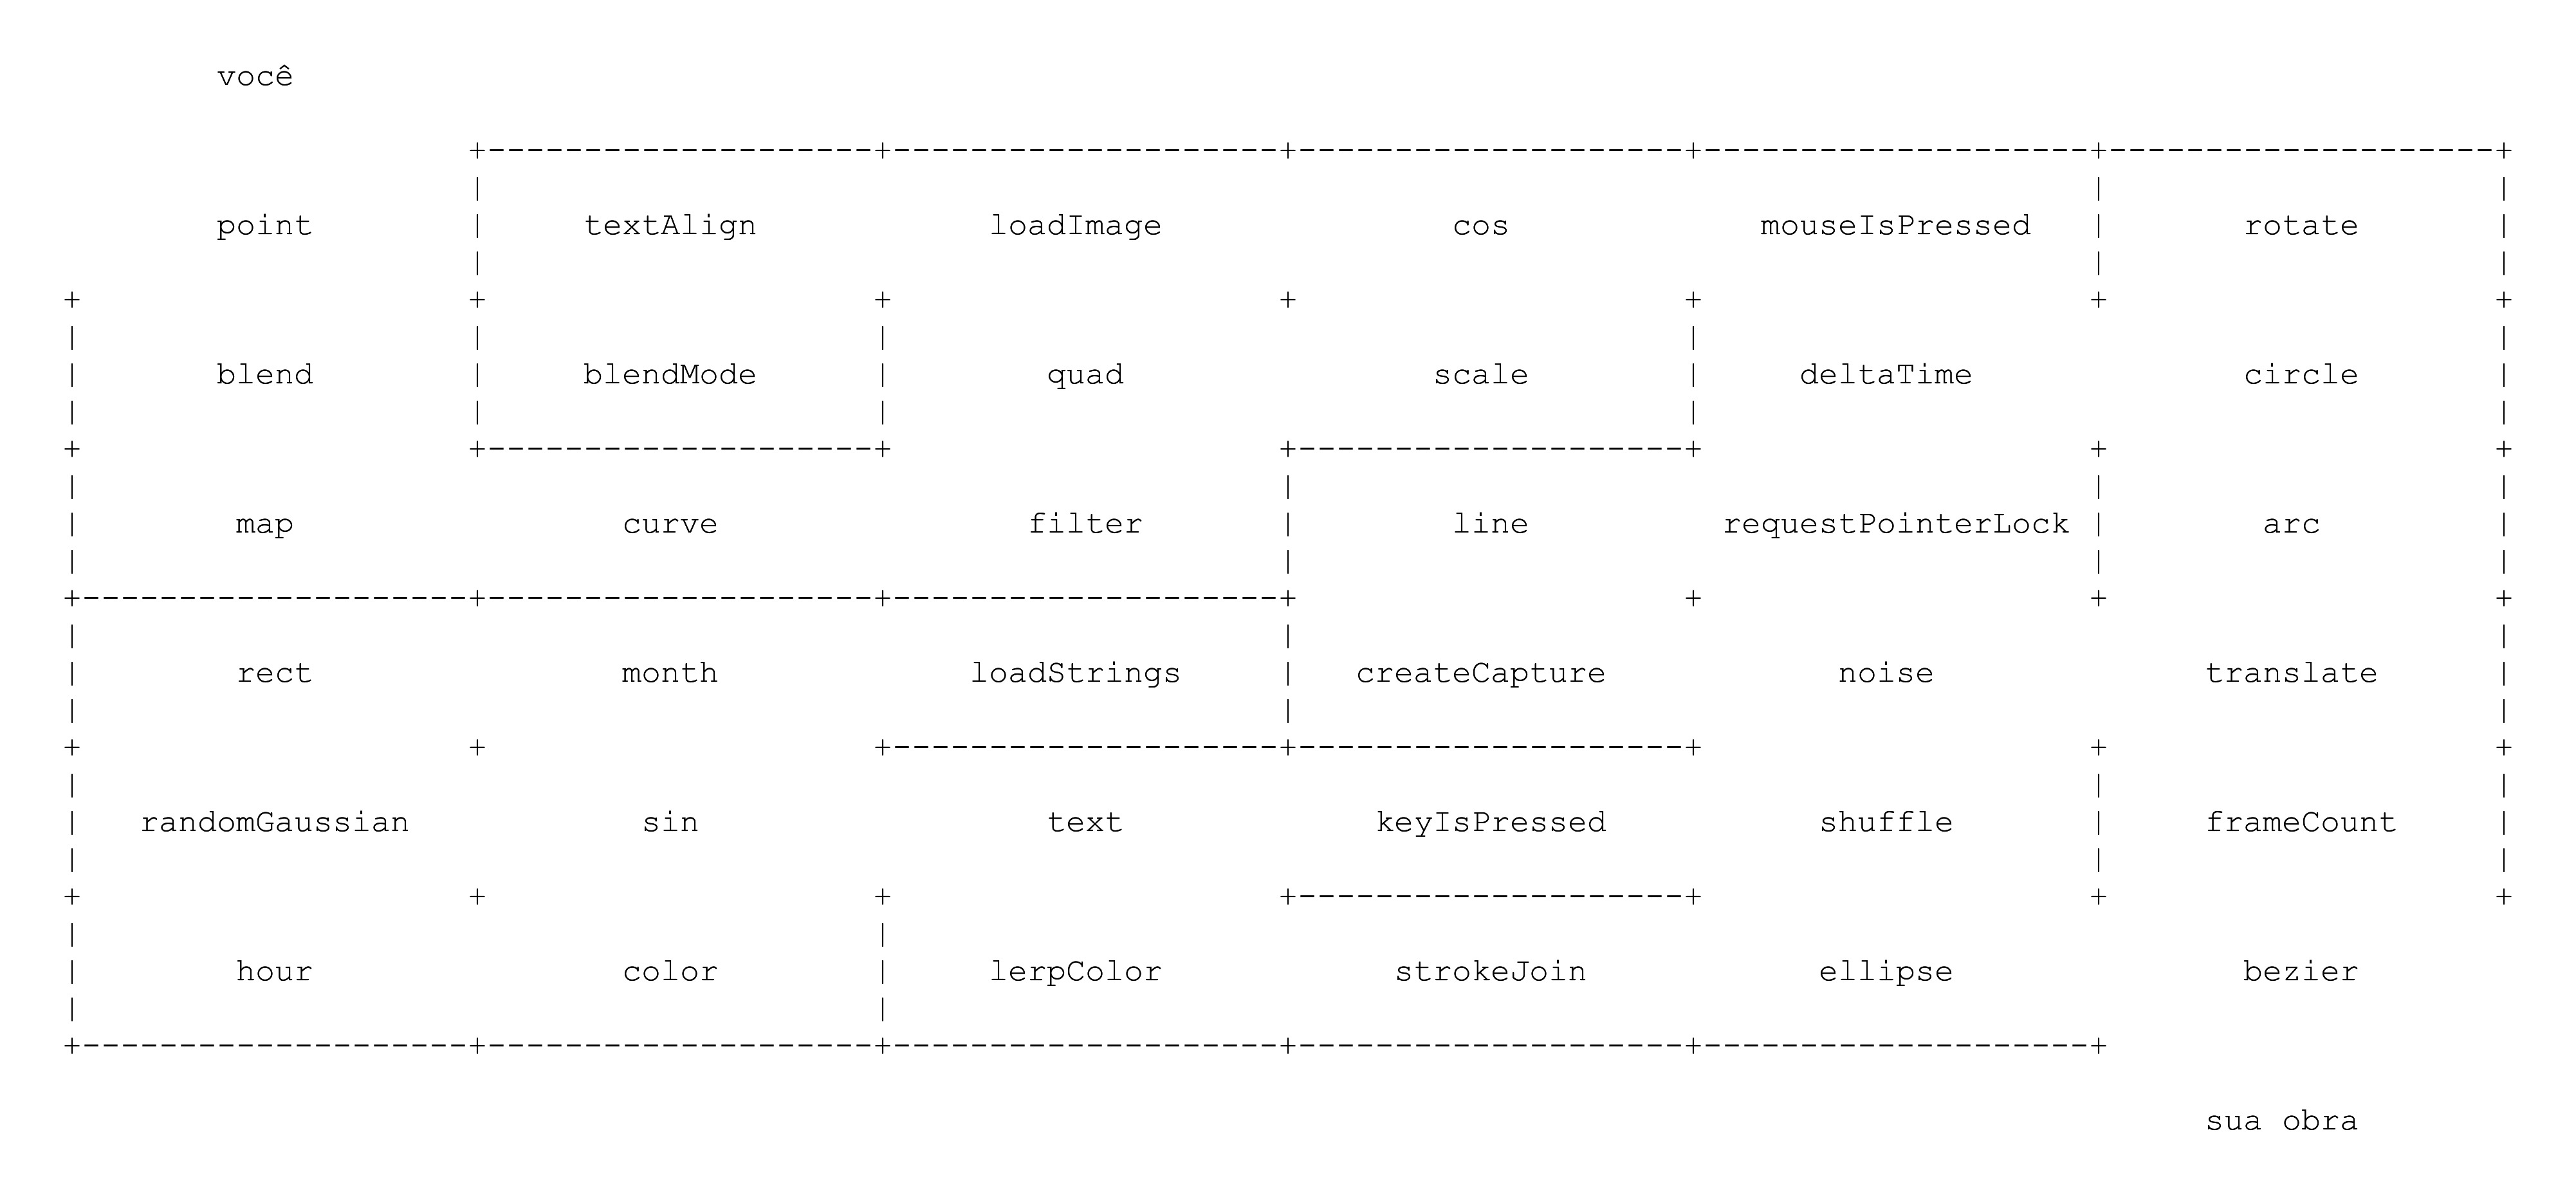 você
point textAlign loadImage cos mouseIsPressed rotate
blend blendMode quad scale deltaTime circle
map curve filter line requestPointerLock arc
rect month loadStrings createCapture noise translate
randomGaussian sin text keyIsPressed shuffle frameCount
hour color lerpColor strokeJoin ellipse bezier
sua obra